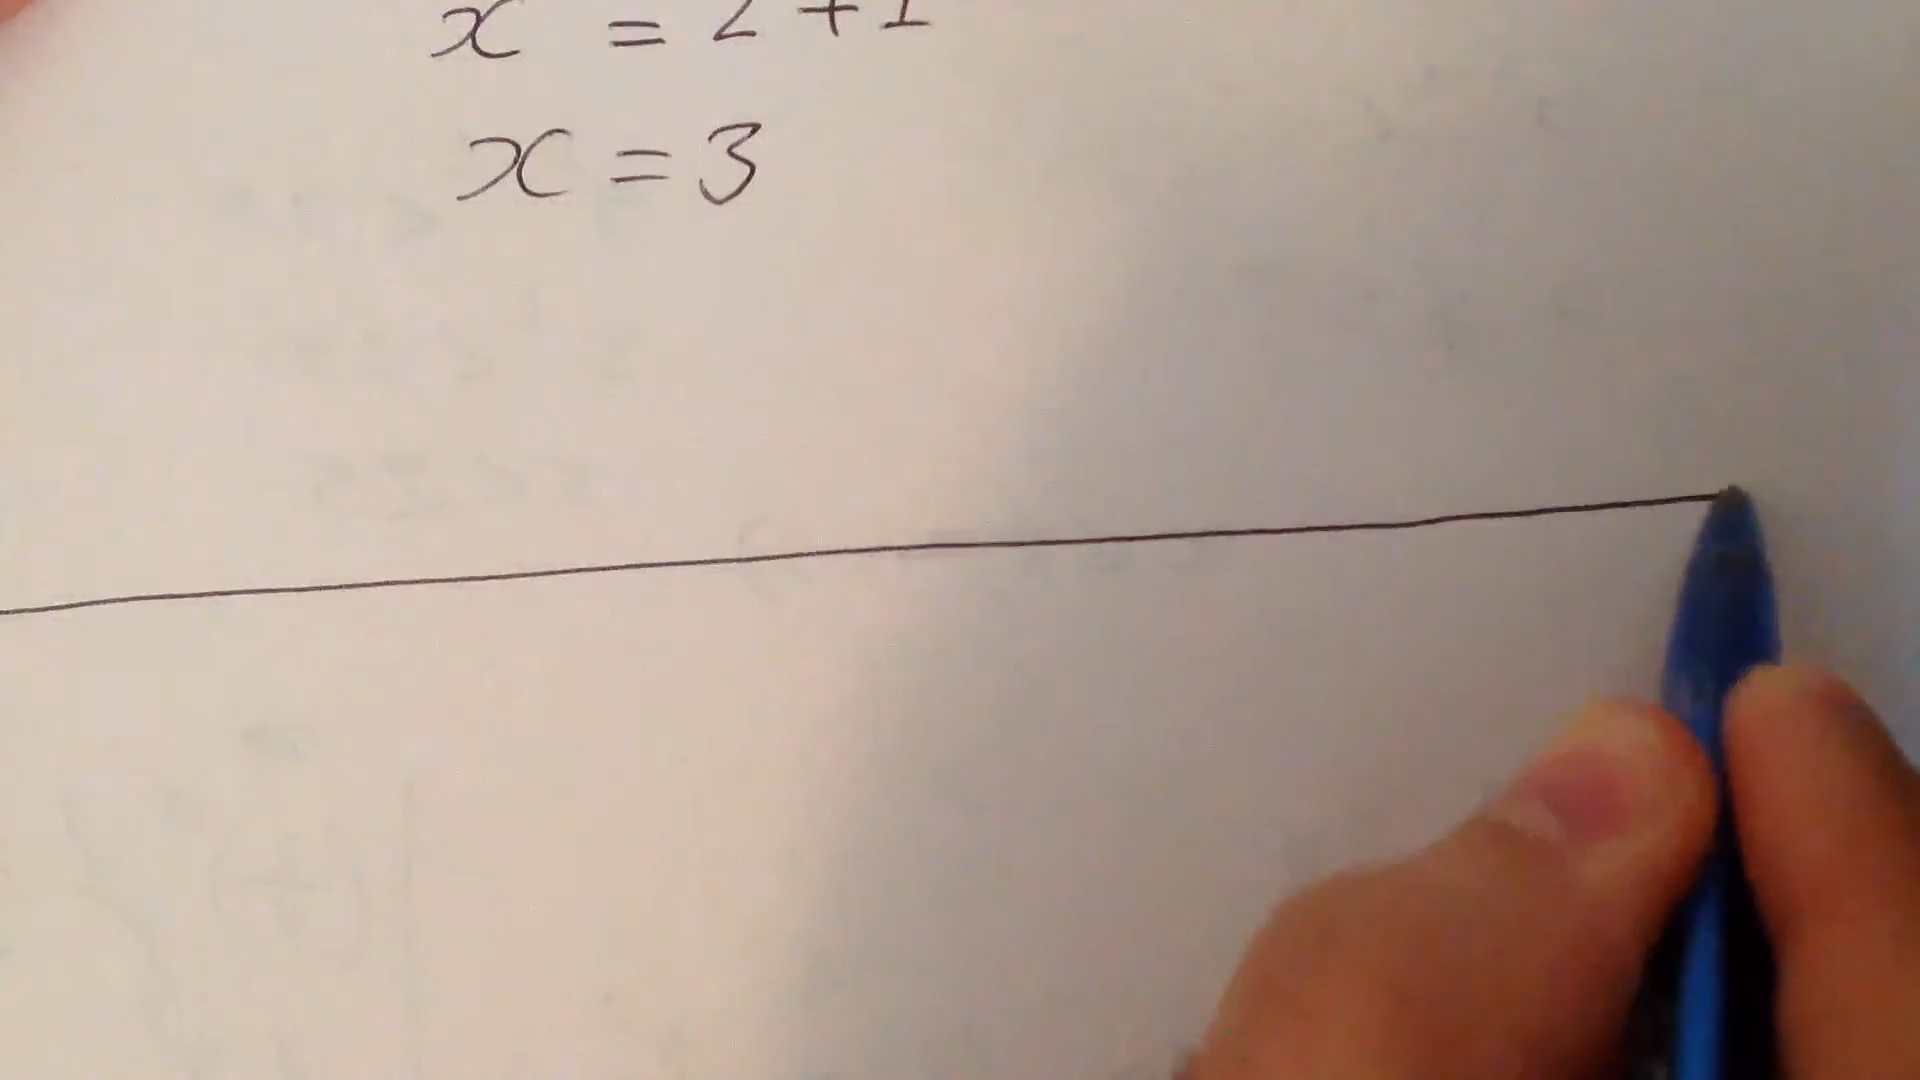 x = 2 + 1
x = 3